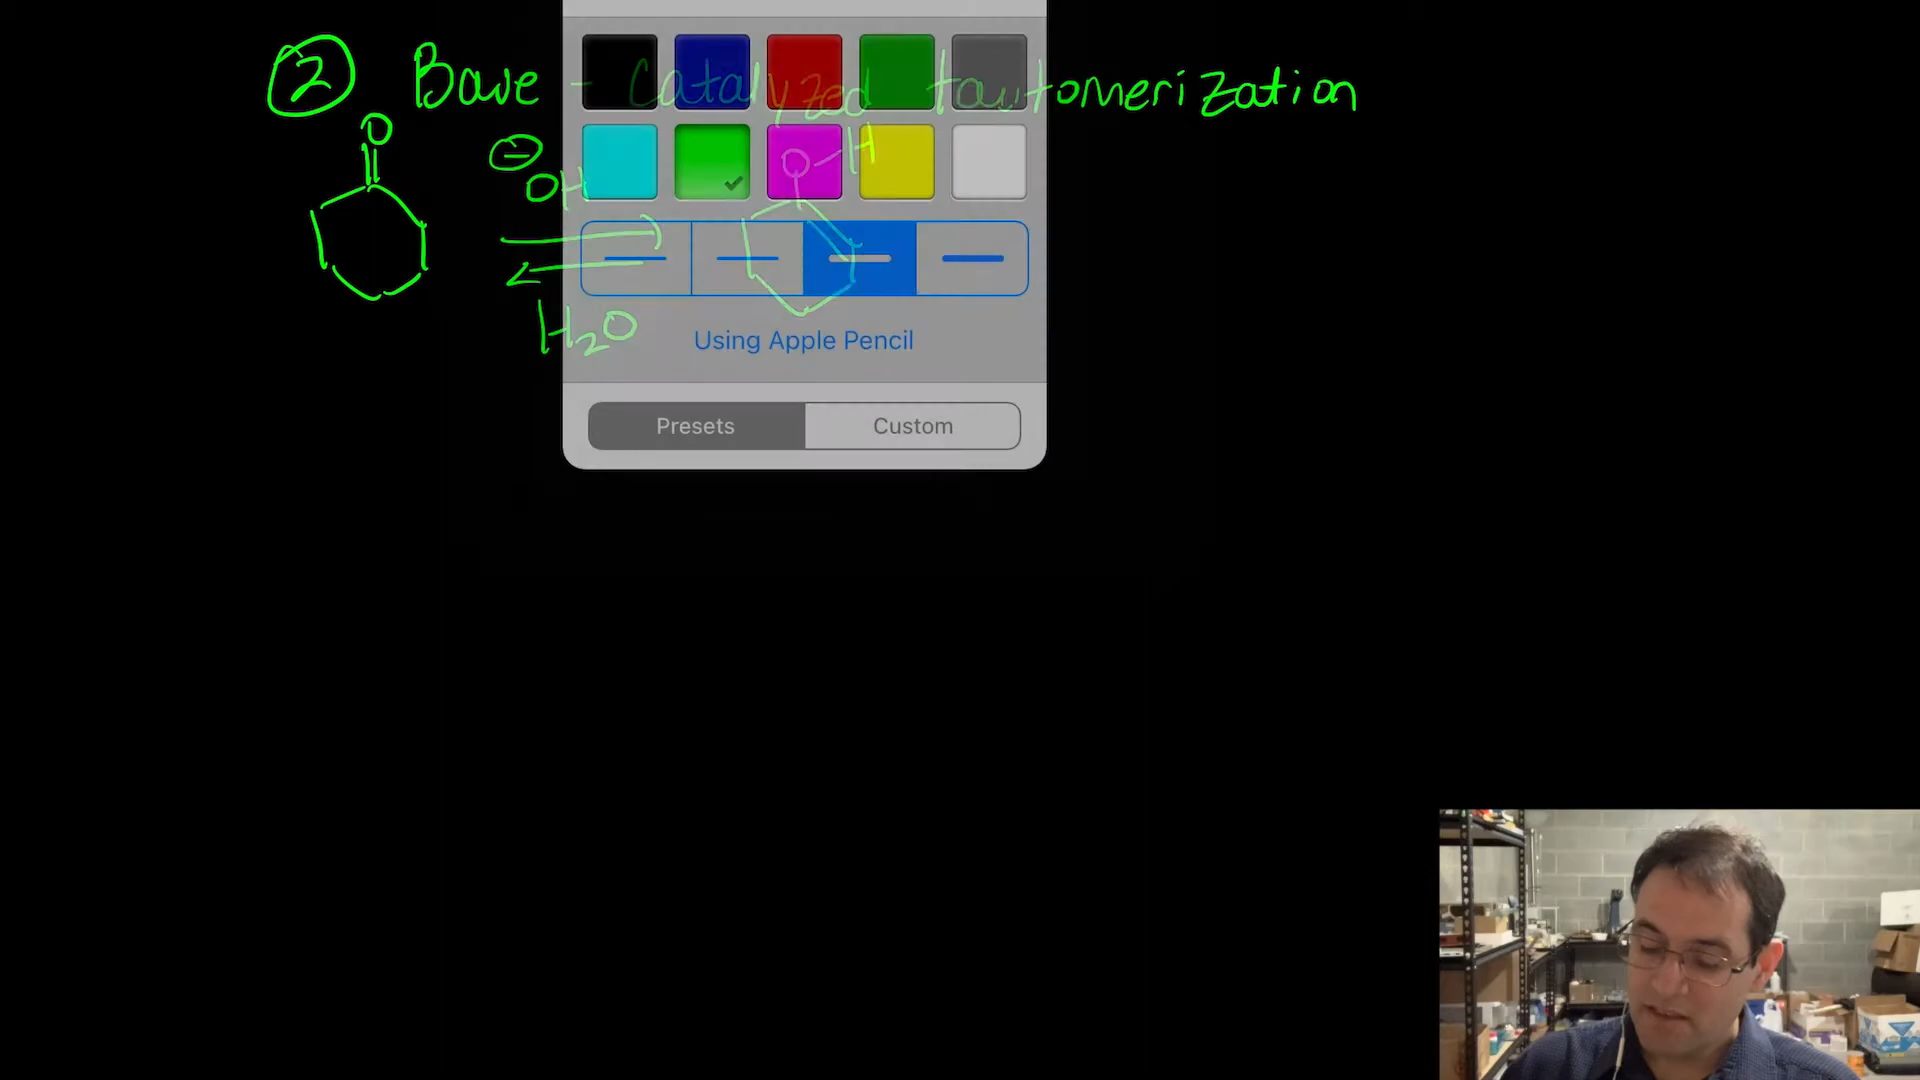 2 Base - Catalyzed tautomerization
O
⊖
OH
O-H
H₂O
Using Apple Pencil
Presets Custom